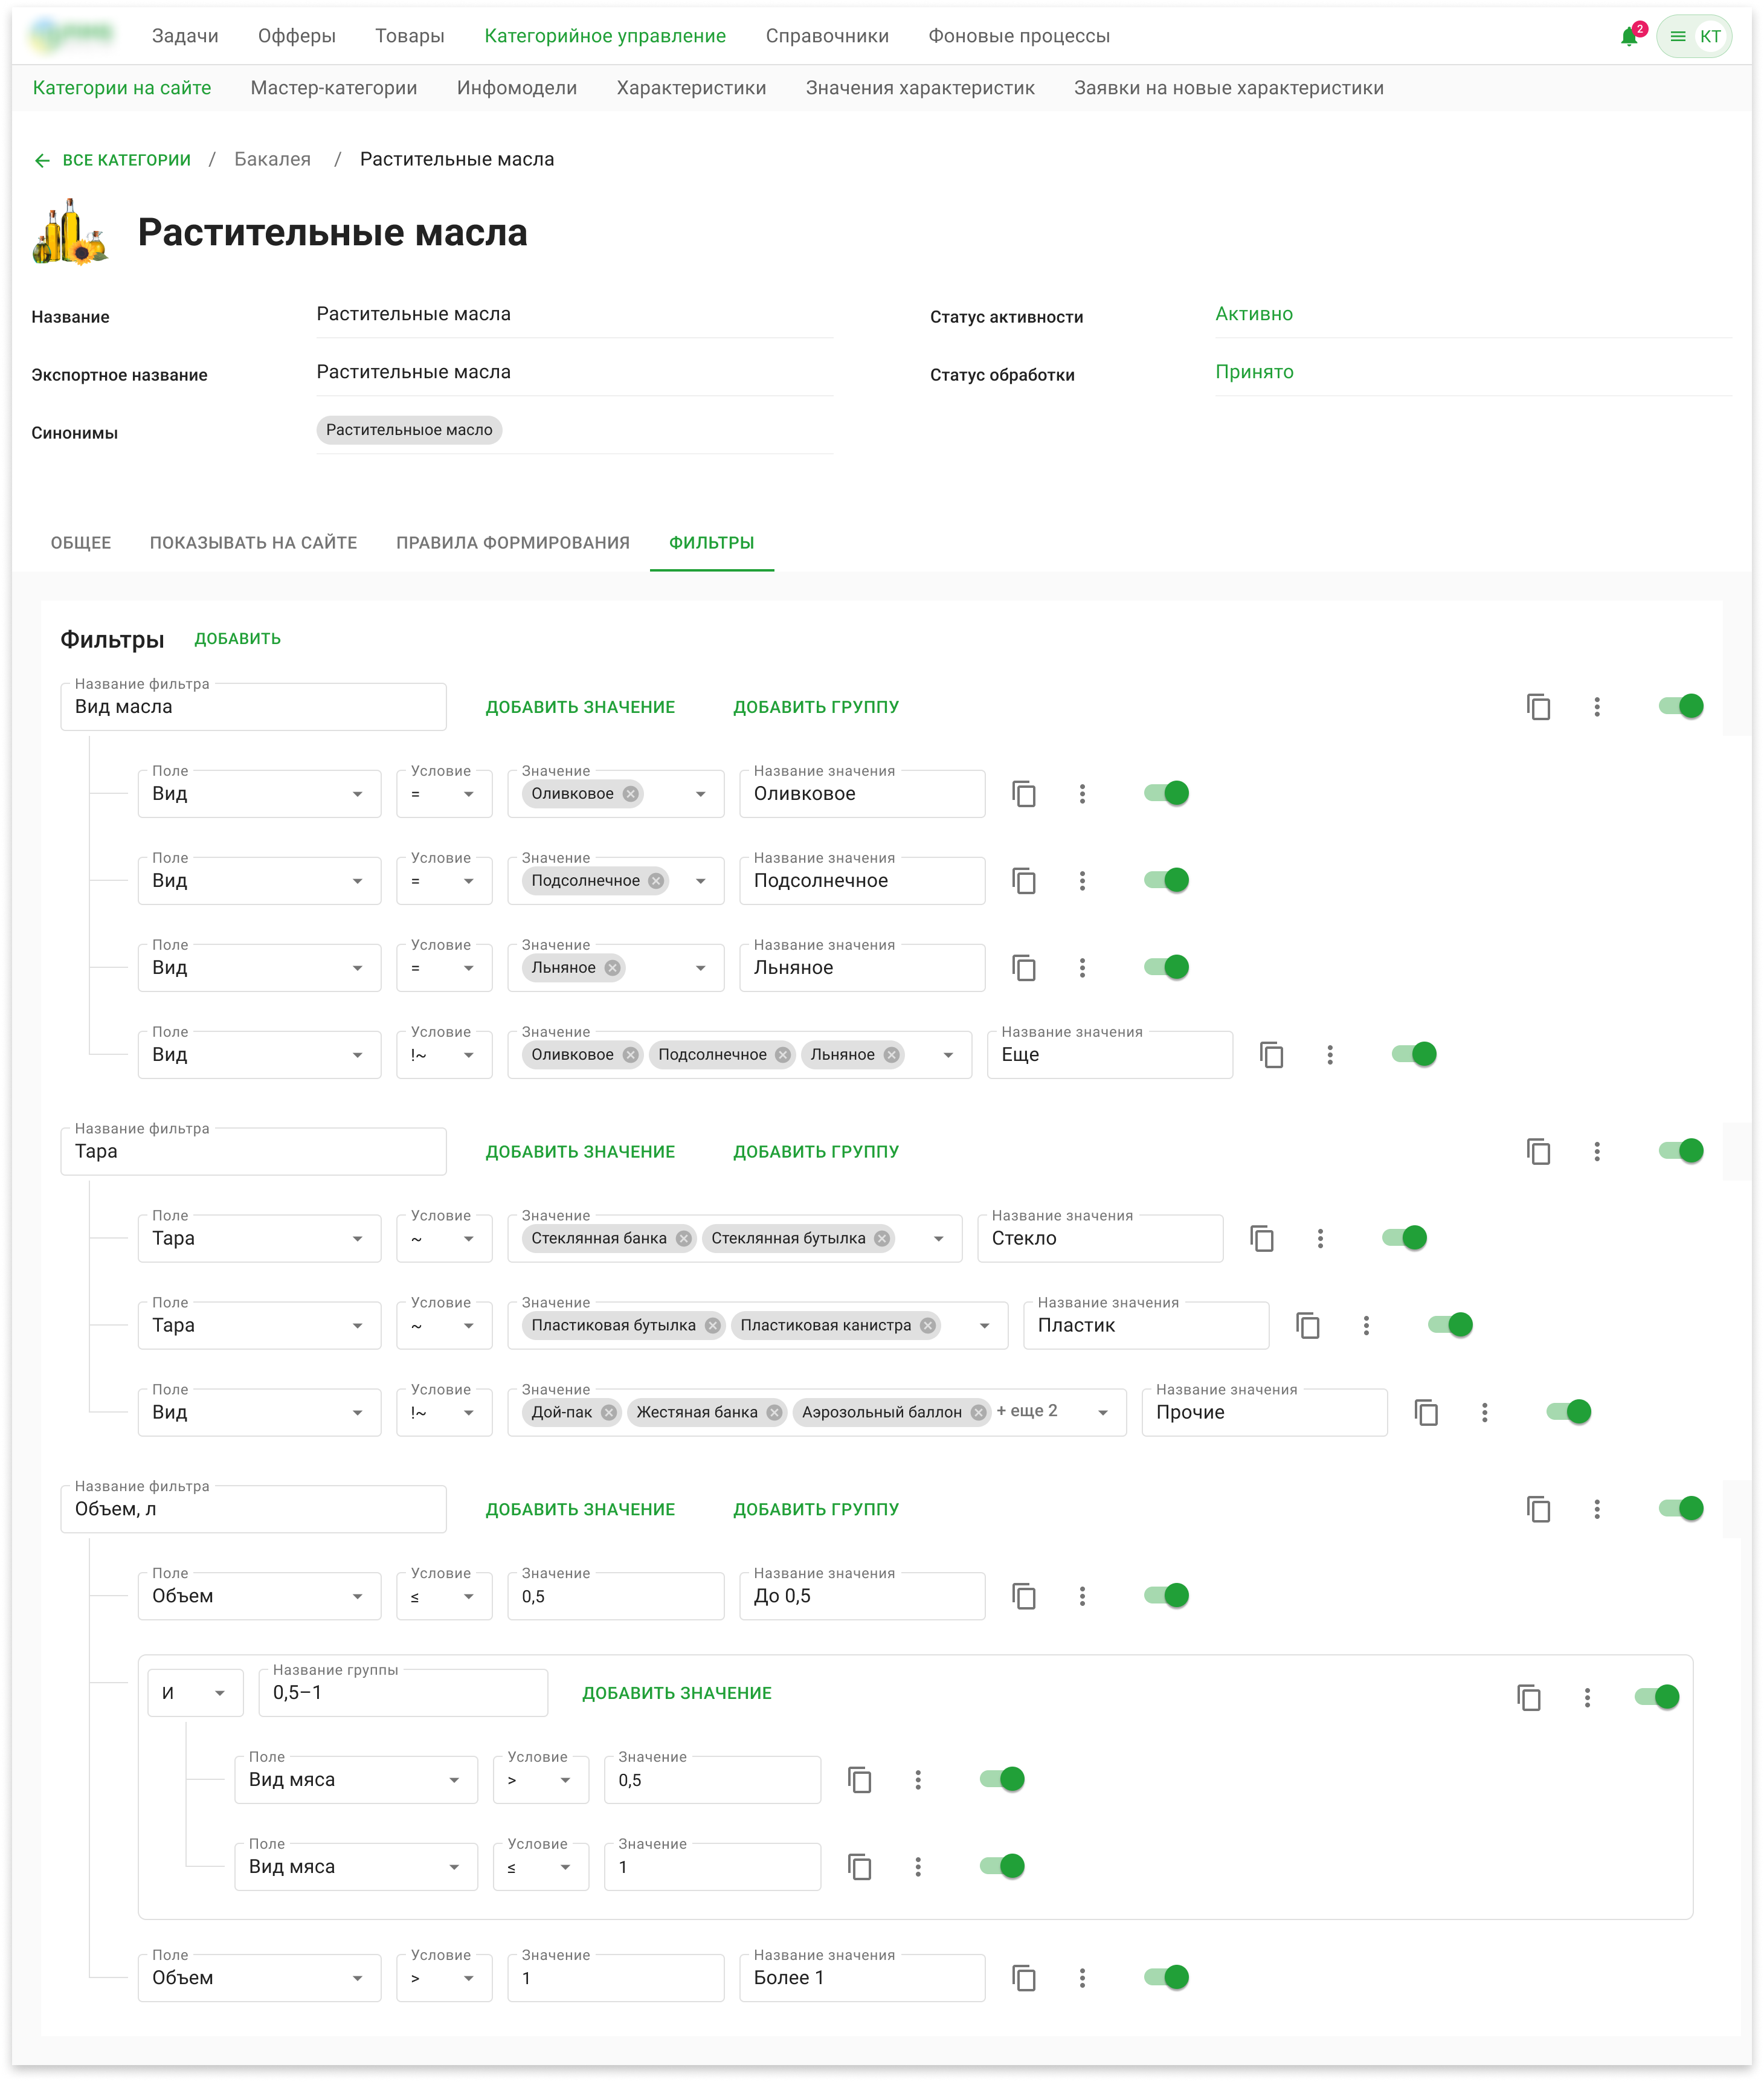 Задачи Офферы Товары Категорийное управление Справочники Фоновые процессы 2 КТ
Категории на сайте Мастер-категории Инфомодели Характеристики Значения характеристик Заявки на новые характеристики
ВСЕ КАТЕГОРИИ / Бакалея / Растительные масла
Растительные масла
Название Растительные масла Статус активности Активно
Экспортное название Растительные масла Статус обработки Принято
Синонимы Растительныое масло
ОБЩЕЕ ПОКАЗЫВАТЬ НА САЙТЕ ПРАВИЛА ФОРМИРОВАНИЯ ФИЛЬТРЫ
Фильтры ДОБАВИТЬ
Название фильтра
Вид масла ДОБАВИТЬ ЗНАЧЕНИЕ ДОБАВИТЬ ГРУППУ
Поле Условие Значение Название значения
Вид = Оливковое Оливковое
Поле Условие Значение Название значения
Вид = Подсолнечное Подсолнечное
Поле Условие Значение Название значения
Вид = Льняное Льняное
Поле Условие Значение Название значения
Вид !~ Оливковое Подсолнечное Льняное Еще
Название фильтра
Тара ДОБАВИТЬ ЗНАЧЕНИЕ ДОБАВИТЬ ГРУППУ
Поле Условие Значение Название значения
Тара ~ Стеклянная банка Стеклянная бутылка Стекло
Поле Условие Значение Название значения
Тара ~ Пластиковая бутылка Пластиковая канистра Пластик
Поле Условие Значение Название значения
Вид !~ Дой-пак Жестяная банка Аэрозольный баллон + еще 2 Прочие
Название фильтра
Объем, л ДОБАВИТЬ ЗНАЧЕНИЕ ДОБАВИТЬ ГРУППУ
Поле Условие Значение Название значения
Объем ≤ 0,5 До 0,5
Название группы
И 0,5–1 ДОБАВИТЬ ЗНАЧЕНИЕ
Поле Условие Значение
Вид мяса > 0,5
Поле Условие Значение
Вид мяса ≤ 1
Поле Условие Значение Название значения
Объем > 1 Более 1